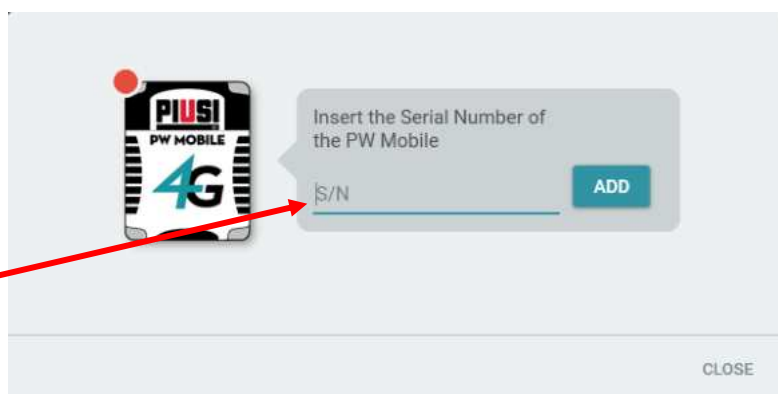 PIUSI
PW MOBILE
4G
Insert the Serial Number of
the PW Mobile
S/N
ADD
CLOSE